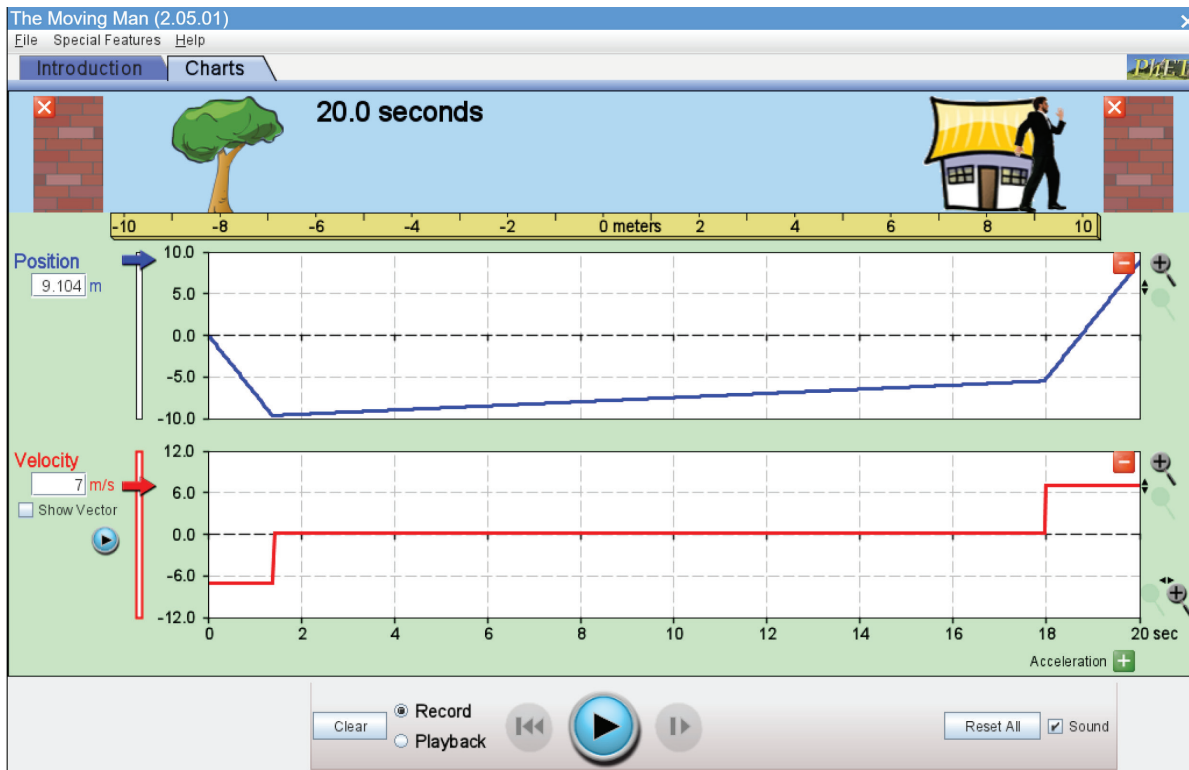 The Moving Man (2.05.01)
File Special Features Help
Introduction Charts
PhET
20.0 seconds
-10 -8 -6 -4 -2 0 meters 2 4 6 8 10
Position
9.104 m
10.0
5.0
0.0
-5.0
-10.0
Velocity
7 m/s
Show Vector
12.0
6.0
0.0
-6.0
-12.0
0 2 4 6 8 10 12 14 16 18 20 sec
Acceleration
Clear
Record
Playback
Reset All
Sound